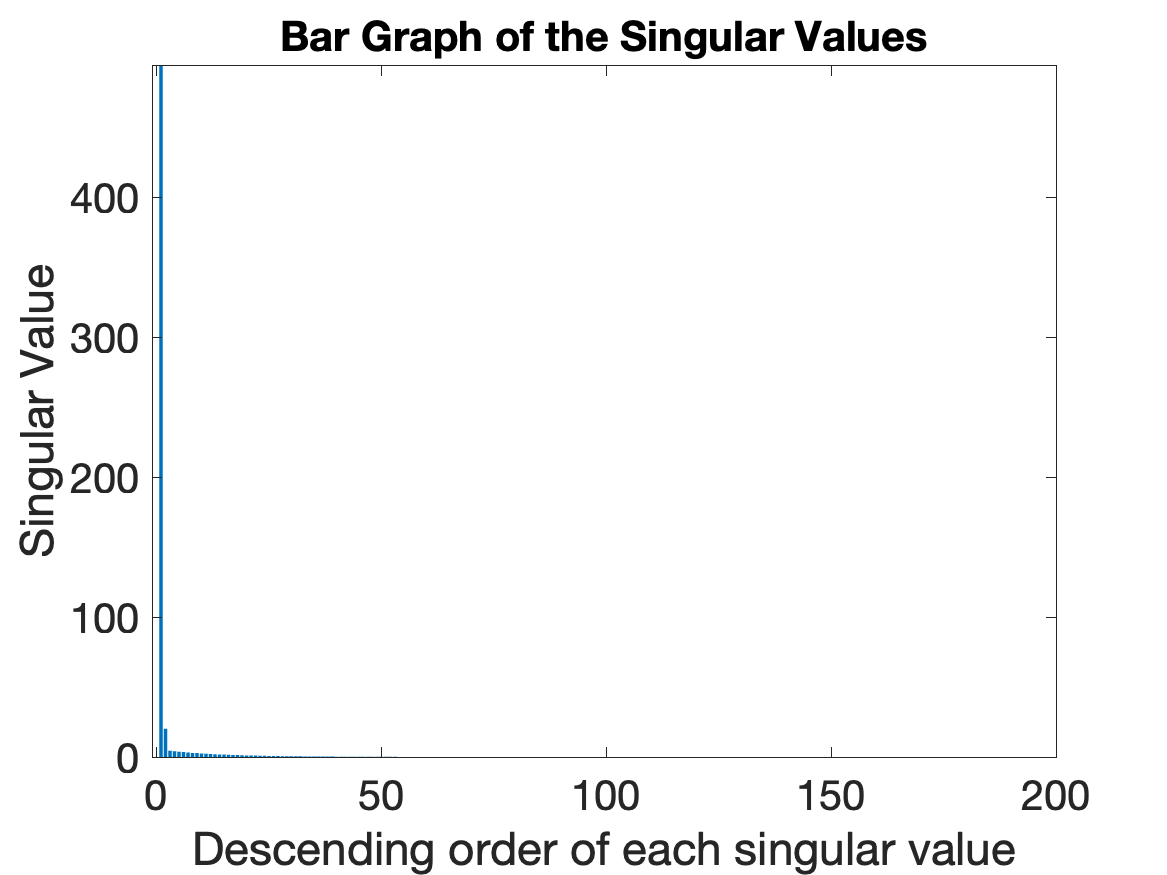 Bar Graph of the Singular Values
Singular Value
400
300
200
100
0
0 50 100 150 200
Descending order of each singular value